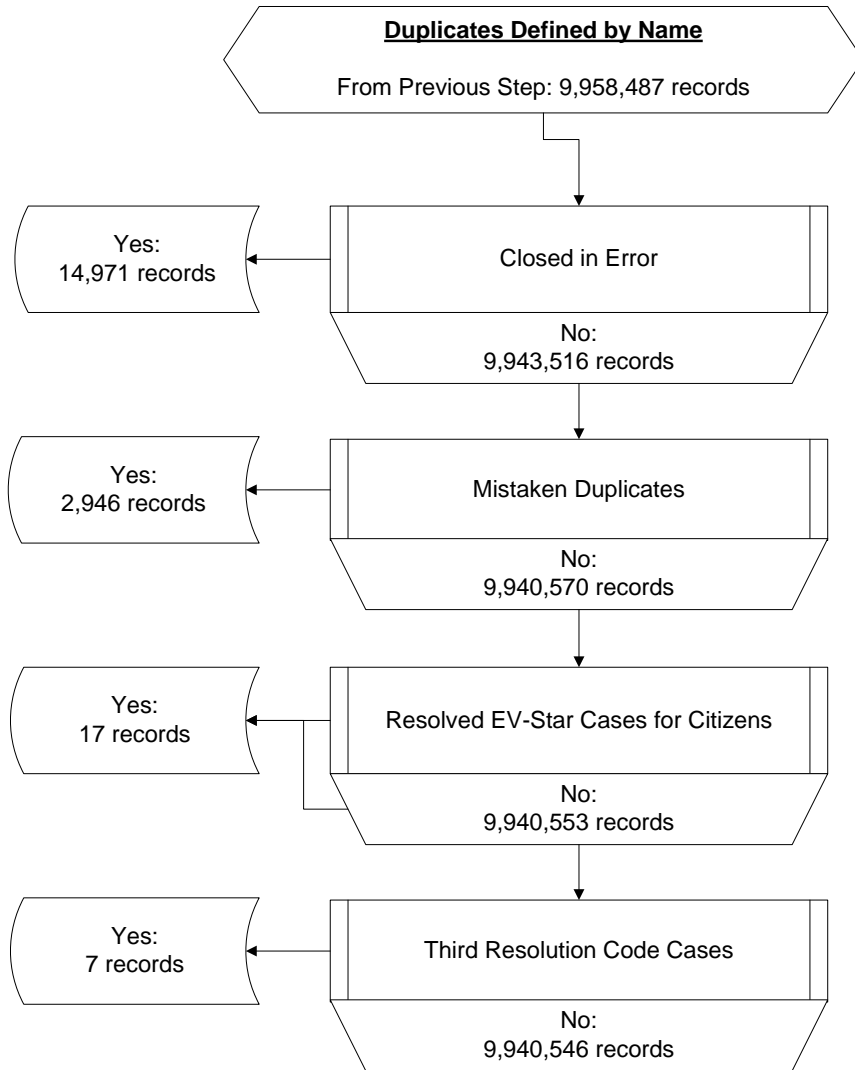 Duplicates Defined by Name
From Previous Step: 9,958,487 records
Closed in Error
Yes:
14,971 records
No:
9,943,516 records
Mistaken Duplicates
Yes:
2,946 records
No:
9,940,570 records
Resolved EV-Star Cases for Citizens
Yes:
17 records
No:
9,940,553 records
Third Resolution Code Cases
Yes:
7 records
No:
9,940,546 records